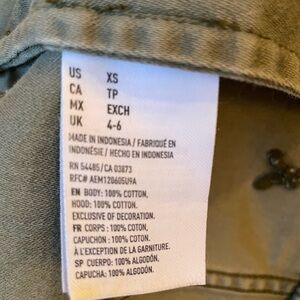 US XS
CA TP
MX EXCH
UK 4-6
MADE IN INDONESIA / FABRIQUÉ EN
INDONÉSIE / HECHO EN INDONESIA
RN 54485/CA 03873
RFC# AEM120605U9A
EN BODY: 100% COTTON,
HOOD: 100% COTTON,
EXCLUSIVE OF DECORATION.
FR CORPS : 100% COTON,
CAPUCHON : 100% COTON,
À L'EXCEPTION DE LA GARNITURE.
SP CUERPO: 100% ALGODÓN,
CAPUCHA: 100% ALGODÓN.